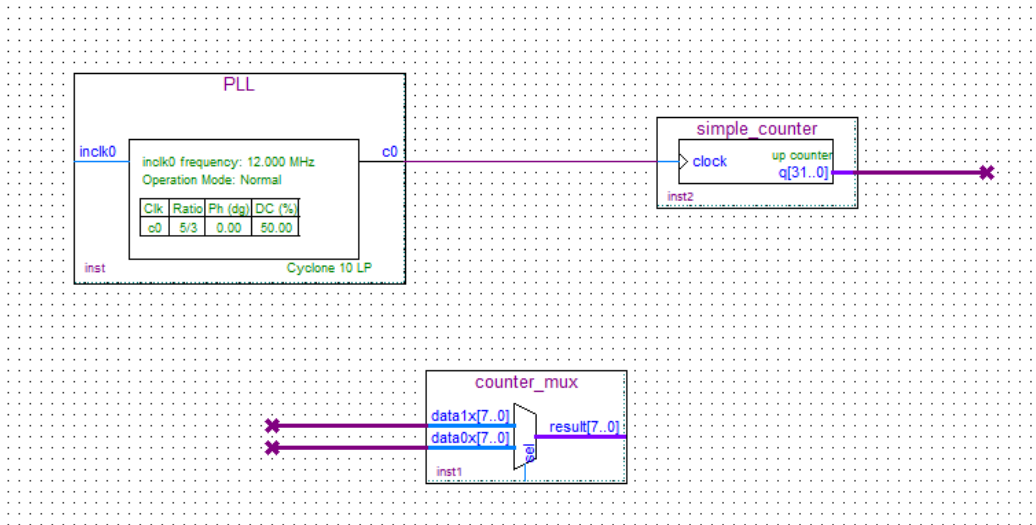 PLL
inclk0
c0
inclk0 frequency: 12.000 MHz
Operation Mode: Normal
Clk Ratio Ph (dg) DC (%)
c0 5/3 0.00 50.00
inst
Cyclone 10 LP
simple_counter
clock
up counter
q[31..0]
inst2
counter_mux
data1x[7..0]
data0x[7..0]
result[7..0]
sel
inst1